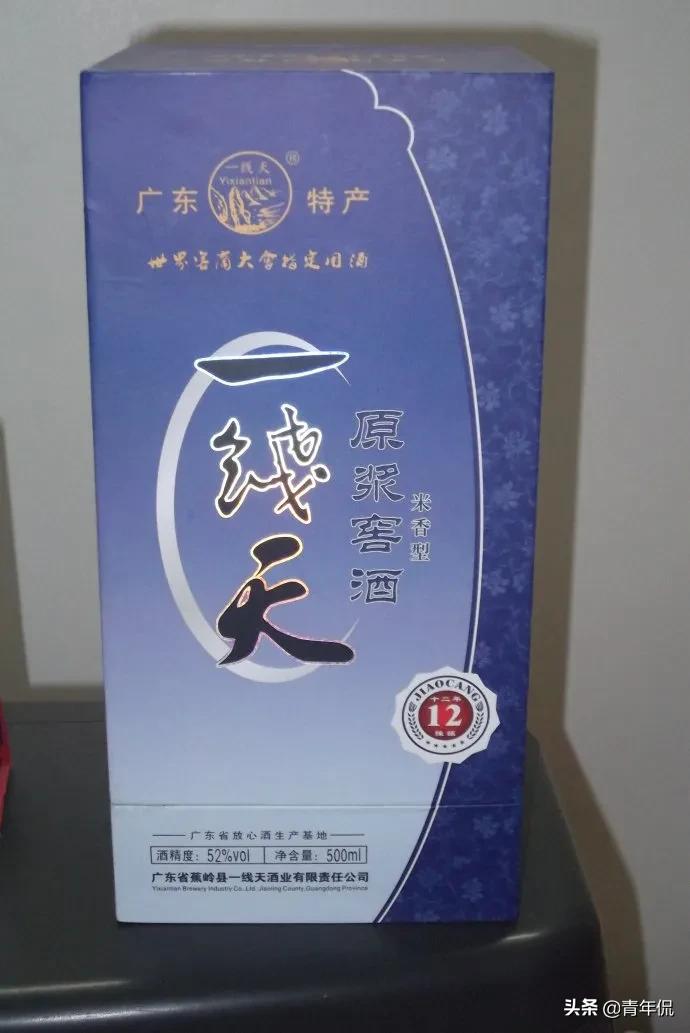 一线天
Yixiantian
®
广东 特产
世界客商大會指定用酒
一线天
原浆窖酒
米香型
JIAOCANG
十二年
12
广东省放心酒生产基地
酒精度: 52%vol 净含量: 500ml
广东省蕉岭县一线天酒业有限责任公司
Yixiantian Brewery Industry Co., Ltd. Jiaoling County, Guangdong Province
头条 @青年侃